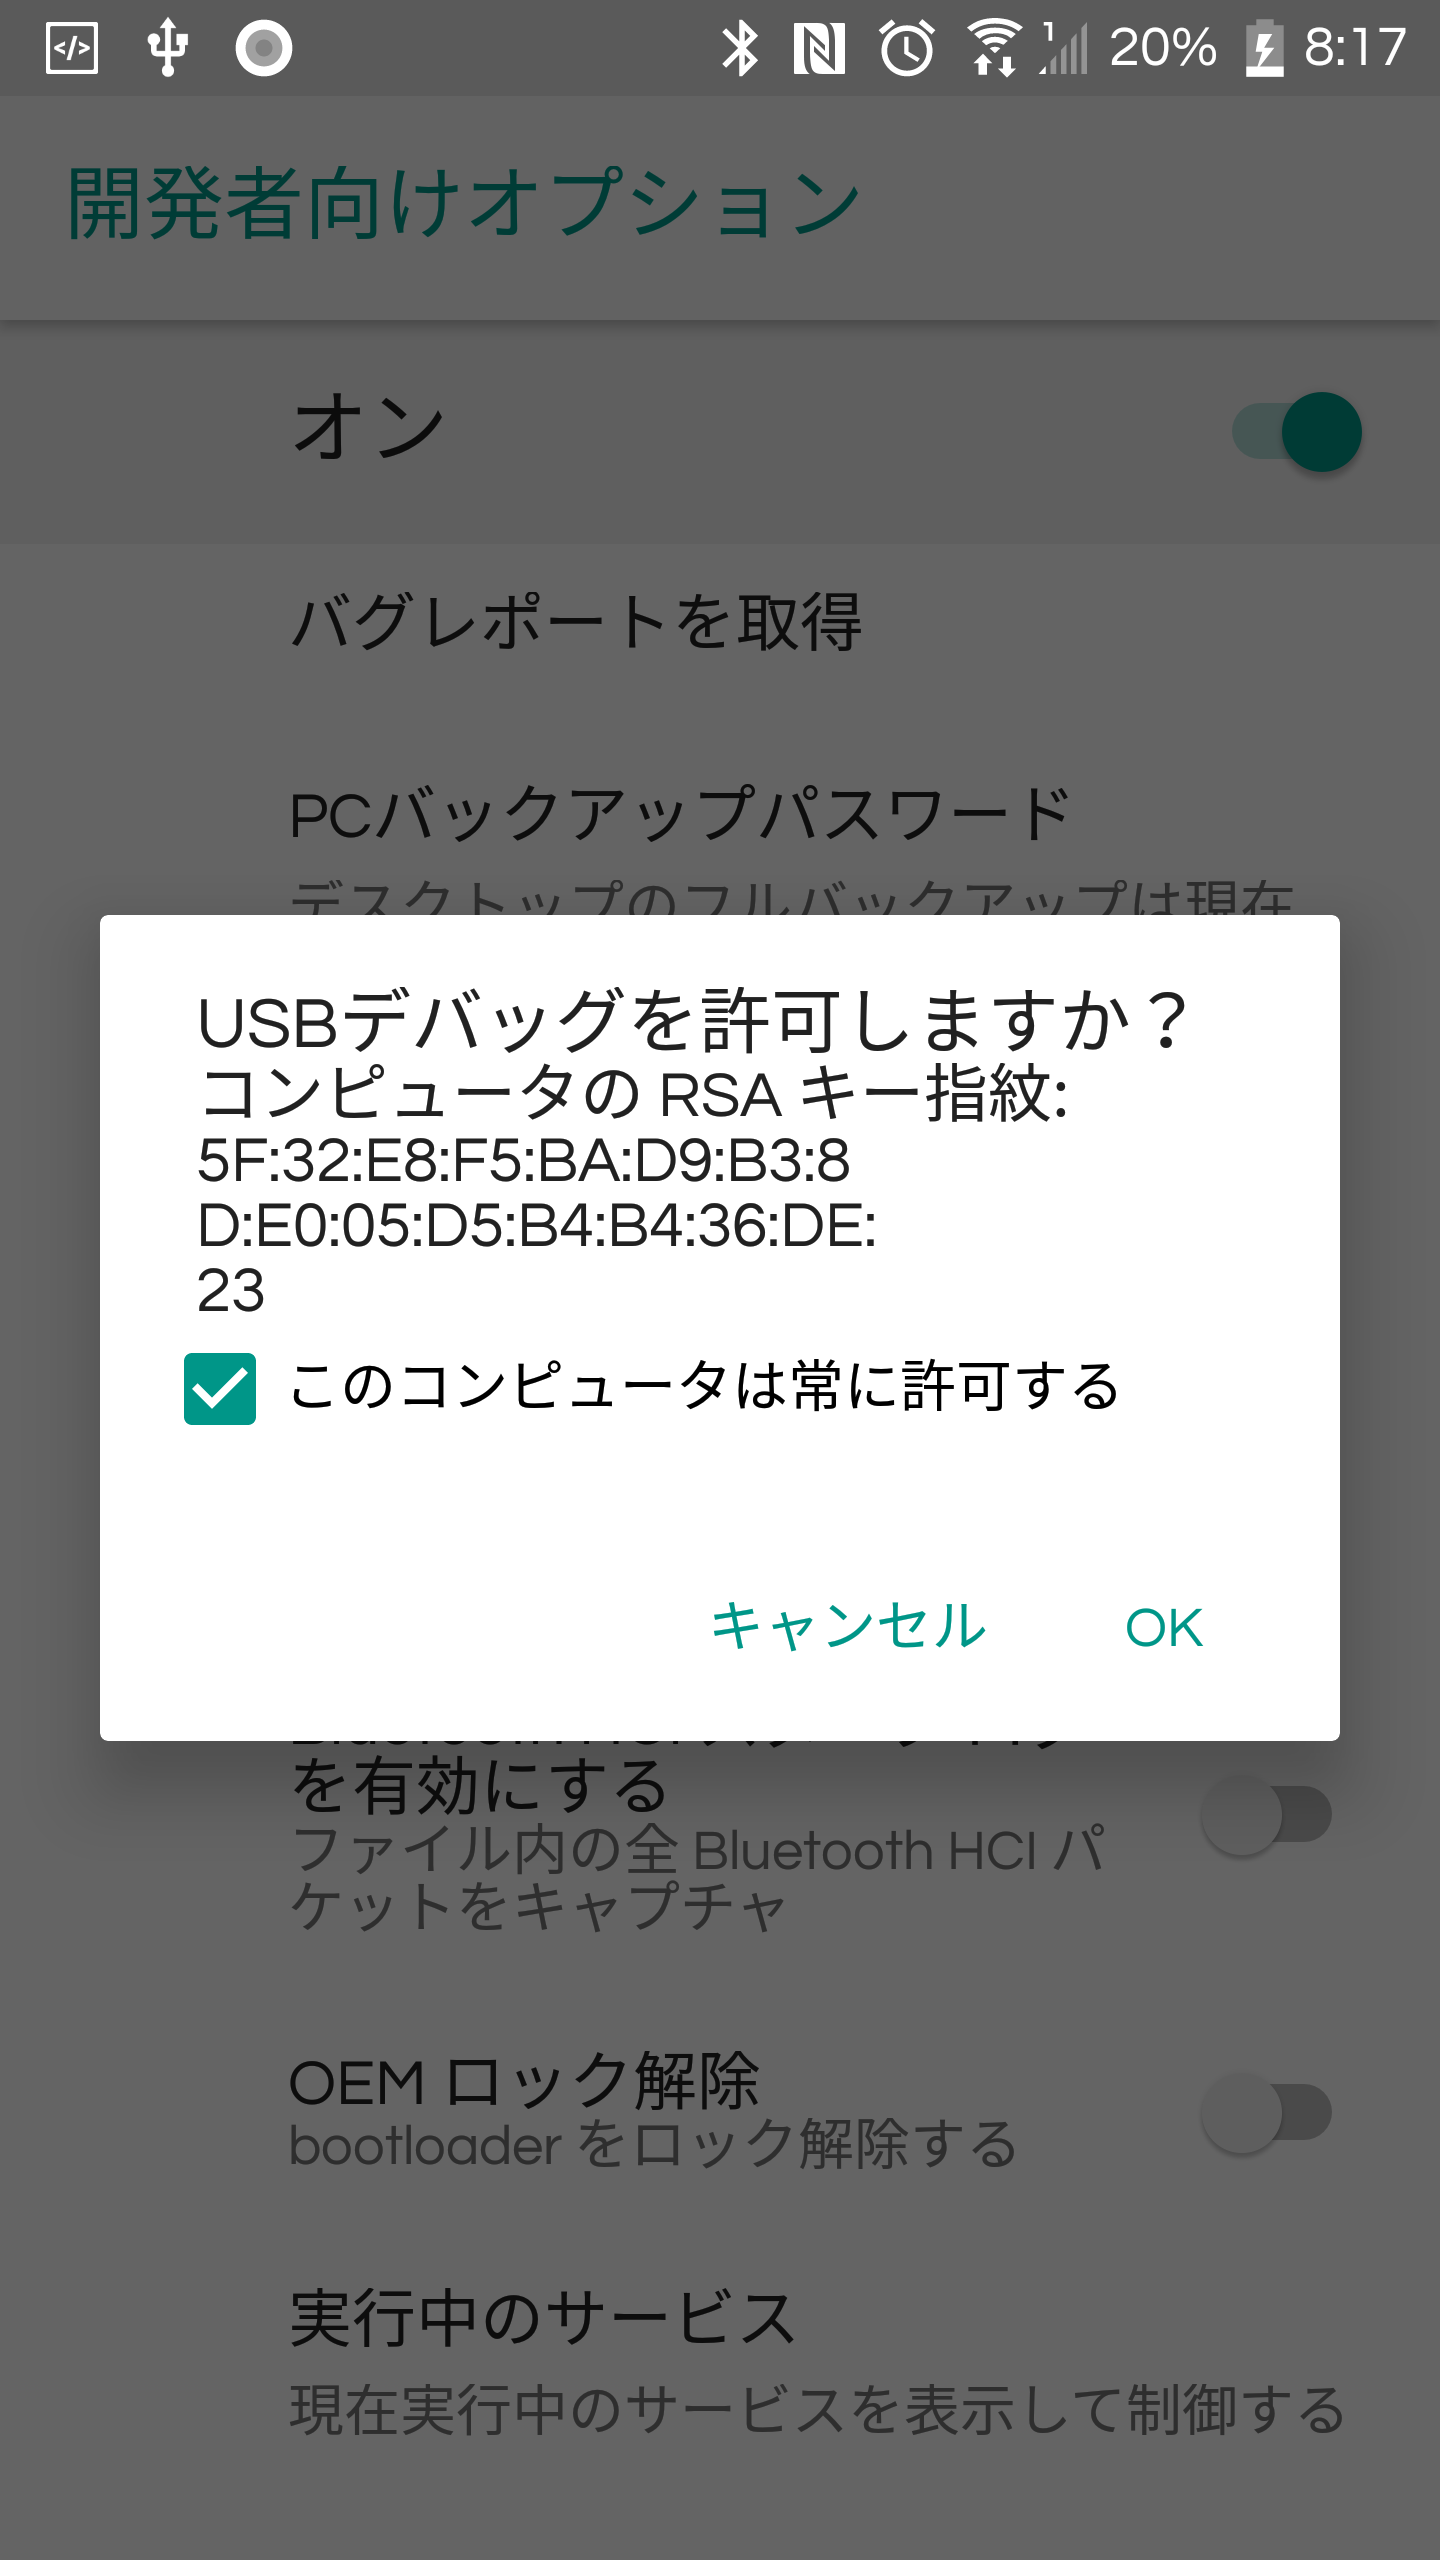 20% 8:17
開発者向けオプション
オン
バグレポートを取得
PCバックアップパスワード
デスクトップのフルバックアップは現在
USBデバッグを許可しますか？
コンピュータの RSA キー指紋:
5F:32:E8:F5:BA:D9:B3:8
D:E0:05:D5:B4:B4:36:DE:
23
このコンピュータは常に許可する
キャンセル OK
を有効にする
ファイル内の全 Bluetooth HCI パ
ケットをキャプチャ
OEM ロック解除
bootloader をロック解除する
実行中のサービス
現在実行中のサービスを表示して制御する